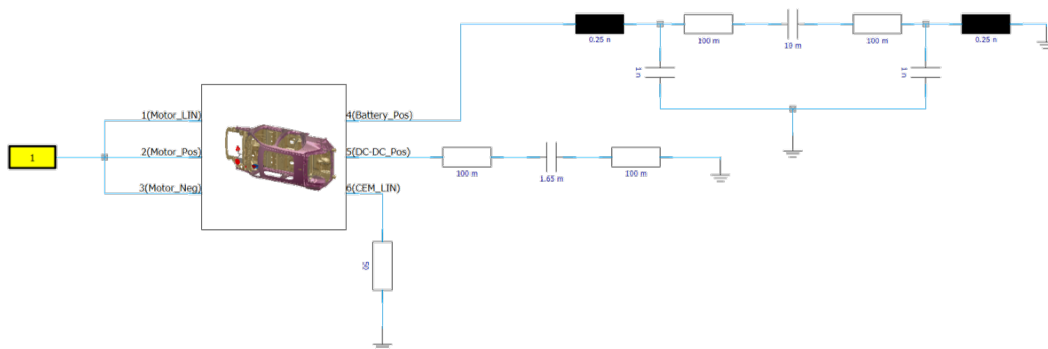 0.25 n
100 m
10 m
100 m
0.25 n
1 n
1 n
1(Motor_LIN)
4(Battery_Pos)
1
2(Motor_Pos)
5(DC-DC_Pos)
100 m
1.65 m
100 m
3(Motor_Neg)
6(CEM_LIN)
50